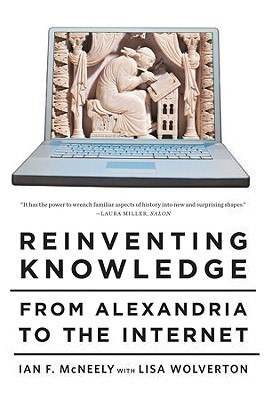 "It has the power to wrench familiar aspects of history into new and surprising shapes."
—LAURA MILLER, SALON
REINVENTING
KNOWLEDGE
FROM ALEXANDRIA
TO THE INTERNET
IAN F. McNEELY WITH LISA WOLVERTON